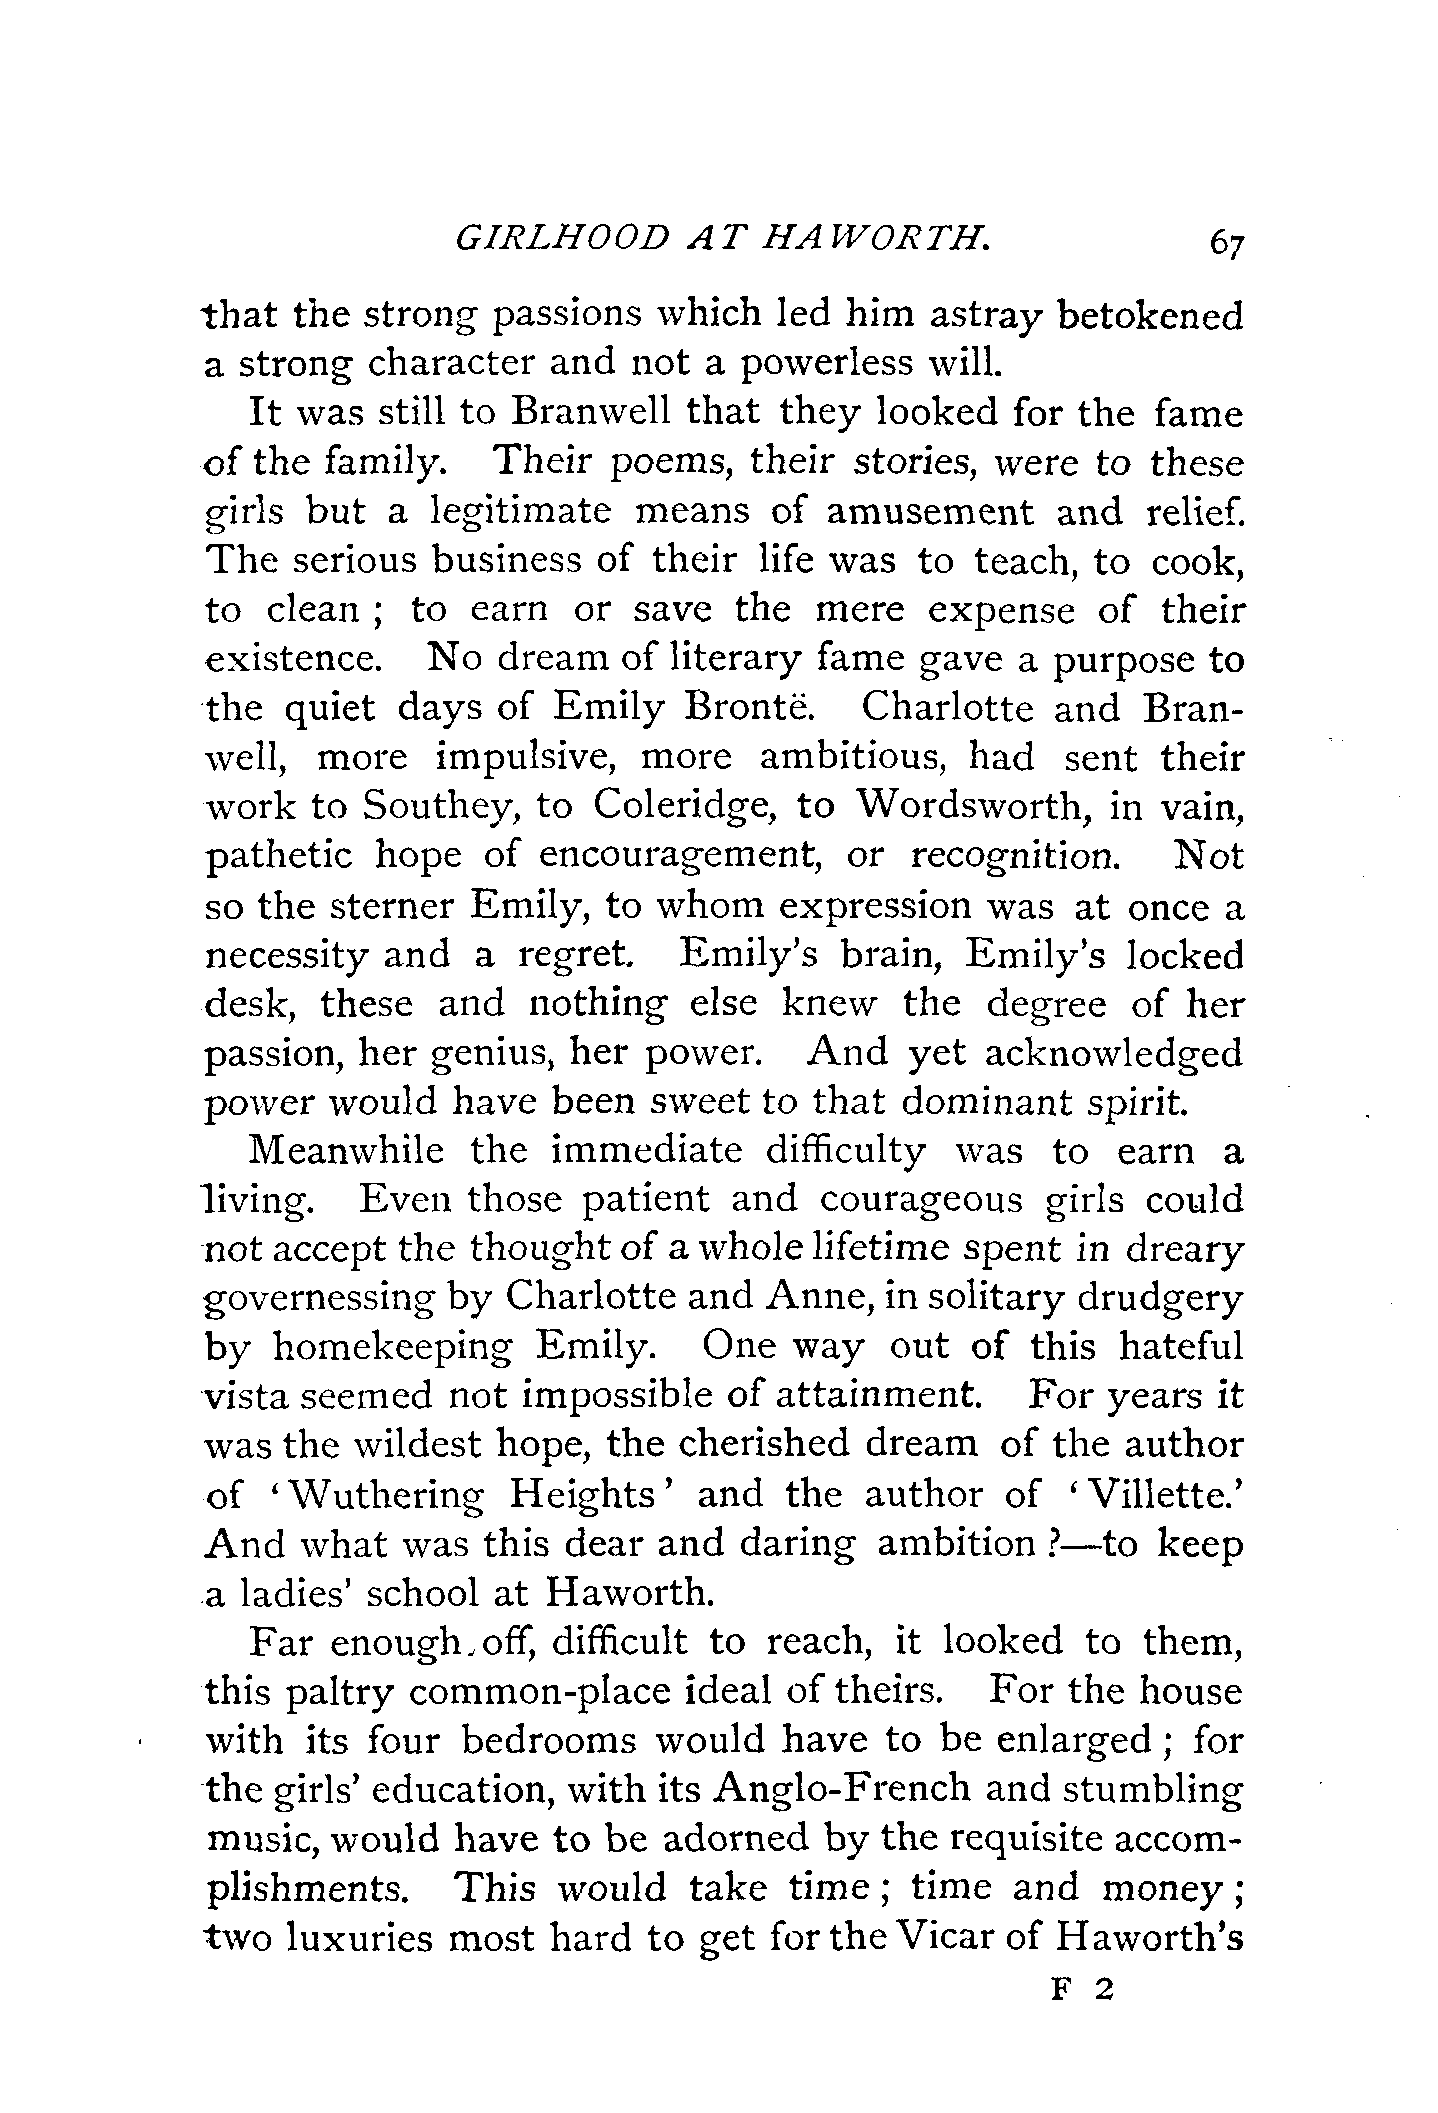 GIRLHOOD AT HAWORTH. 67
that the strong passions which led him astray betokened
a strong character and not a powerless will.
It was still to Branwell that they looked for the fame
of the family. Their poems, their stories, were to these
girls but a legitimate means of amusement and relief.
The serious business of their life was to teach, to cook,
to clean ; to earn or save the mere expense of their
existence. No dream of literary fame gave a purpose to
the quiet days of Emily Brontë. Charlotte and Bran-
well, more impulsive, more ambitious, had sent their
work to Southey, to Coleridge, to Wordsworth, in vain,
pathetic hope of encouragement, or recognition. Not
so the sterner Emily, to whom expression was at once a
necessity and a regret. Emily's brain, Emily's locked
desk, these and nothing else knew the degree of her
passion, her genius, her power. And yet acknowledged
power would have been sweet to that dominant spirit.
Meanwhile the immediate difficulty was to earn a
living. Even those patient and courageous girls could
not accept the thought of a whole lifetime spent in dreary
governessing by Charlotte and Anne, in solitary drudgery
by homekeeping Emily. One way out of this hateful
vista seemed not impossible of attainment. For years it
was the wildest hope, the cherished dream of the author
of ‘Wuthering Heights’ and the author of ‘Villette.’
And what was this dear and daring ambition ?—to keep
a ladies' school at Haworth.
Far enough off, difficult to reach, it looked to them,
this paltry common-place ideal of theirs. For the house
with its four bedrooms would have to be enlarged ; for
the girls' education, with its Anglo-French and stumbling
music, would have to be adorned by the requisite accom-
plishments. This would take time ; time and money ;
two luxuries most hard to get for the Vicar of Haworth's
F 2